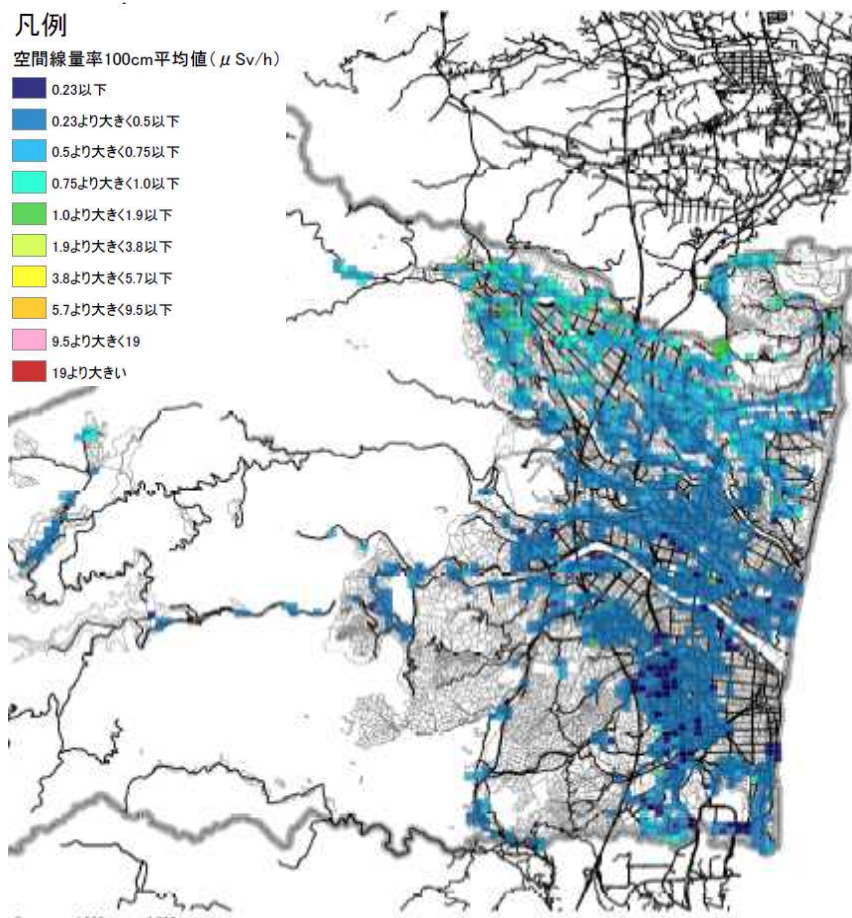 凡例
空間線量率100cm平均値(μSv/h)
0.23以下
0.23より大きく0.5以下
0.5より大きく0.75以下
0.75より大きく1.0以下
1.0より大きく1.9以下
1.9より大きく3.8以下
3.8より大きく5.7以下
5.7より大きく9.5以下
9.5より大きく19
19より大きい